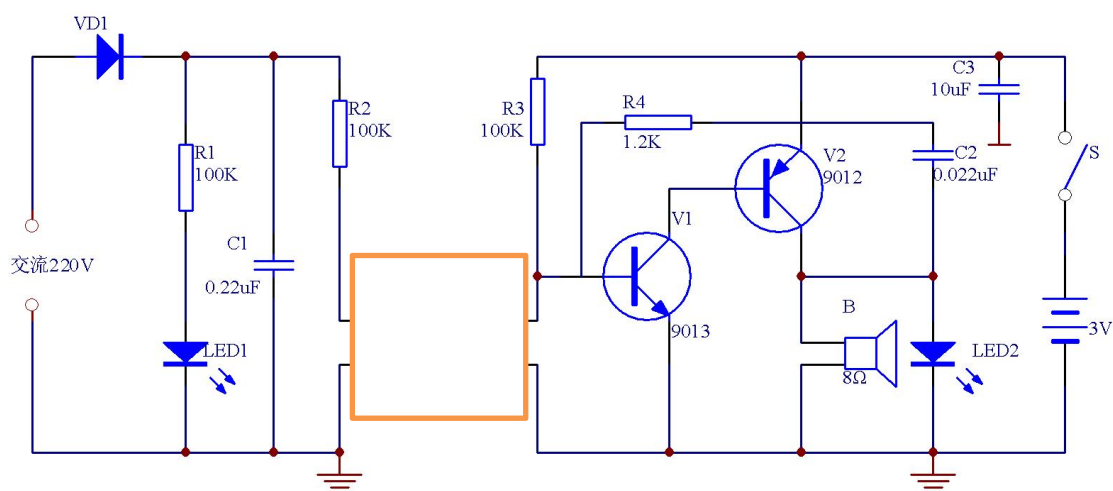 VD1
R1
100K
LED1
C1
0.22uF
R2
100K
交流220V
R3
100K
R4
1.2K
V1
9013
V2
9012
C2
0.022uF
C3
10uF
B
8Ω
LED2
S
3V